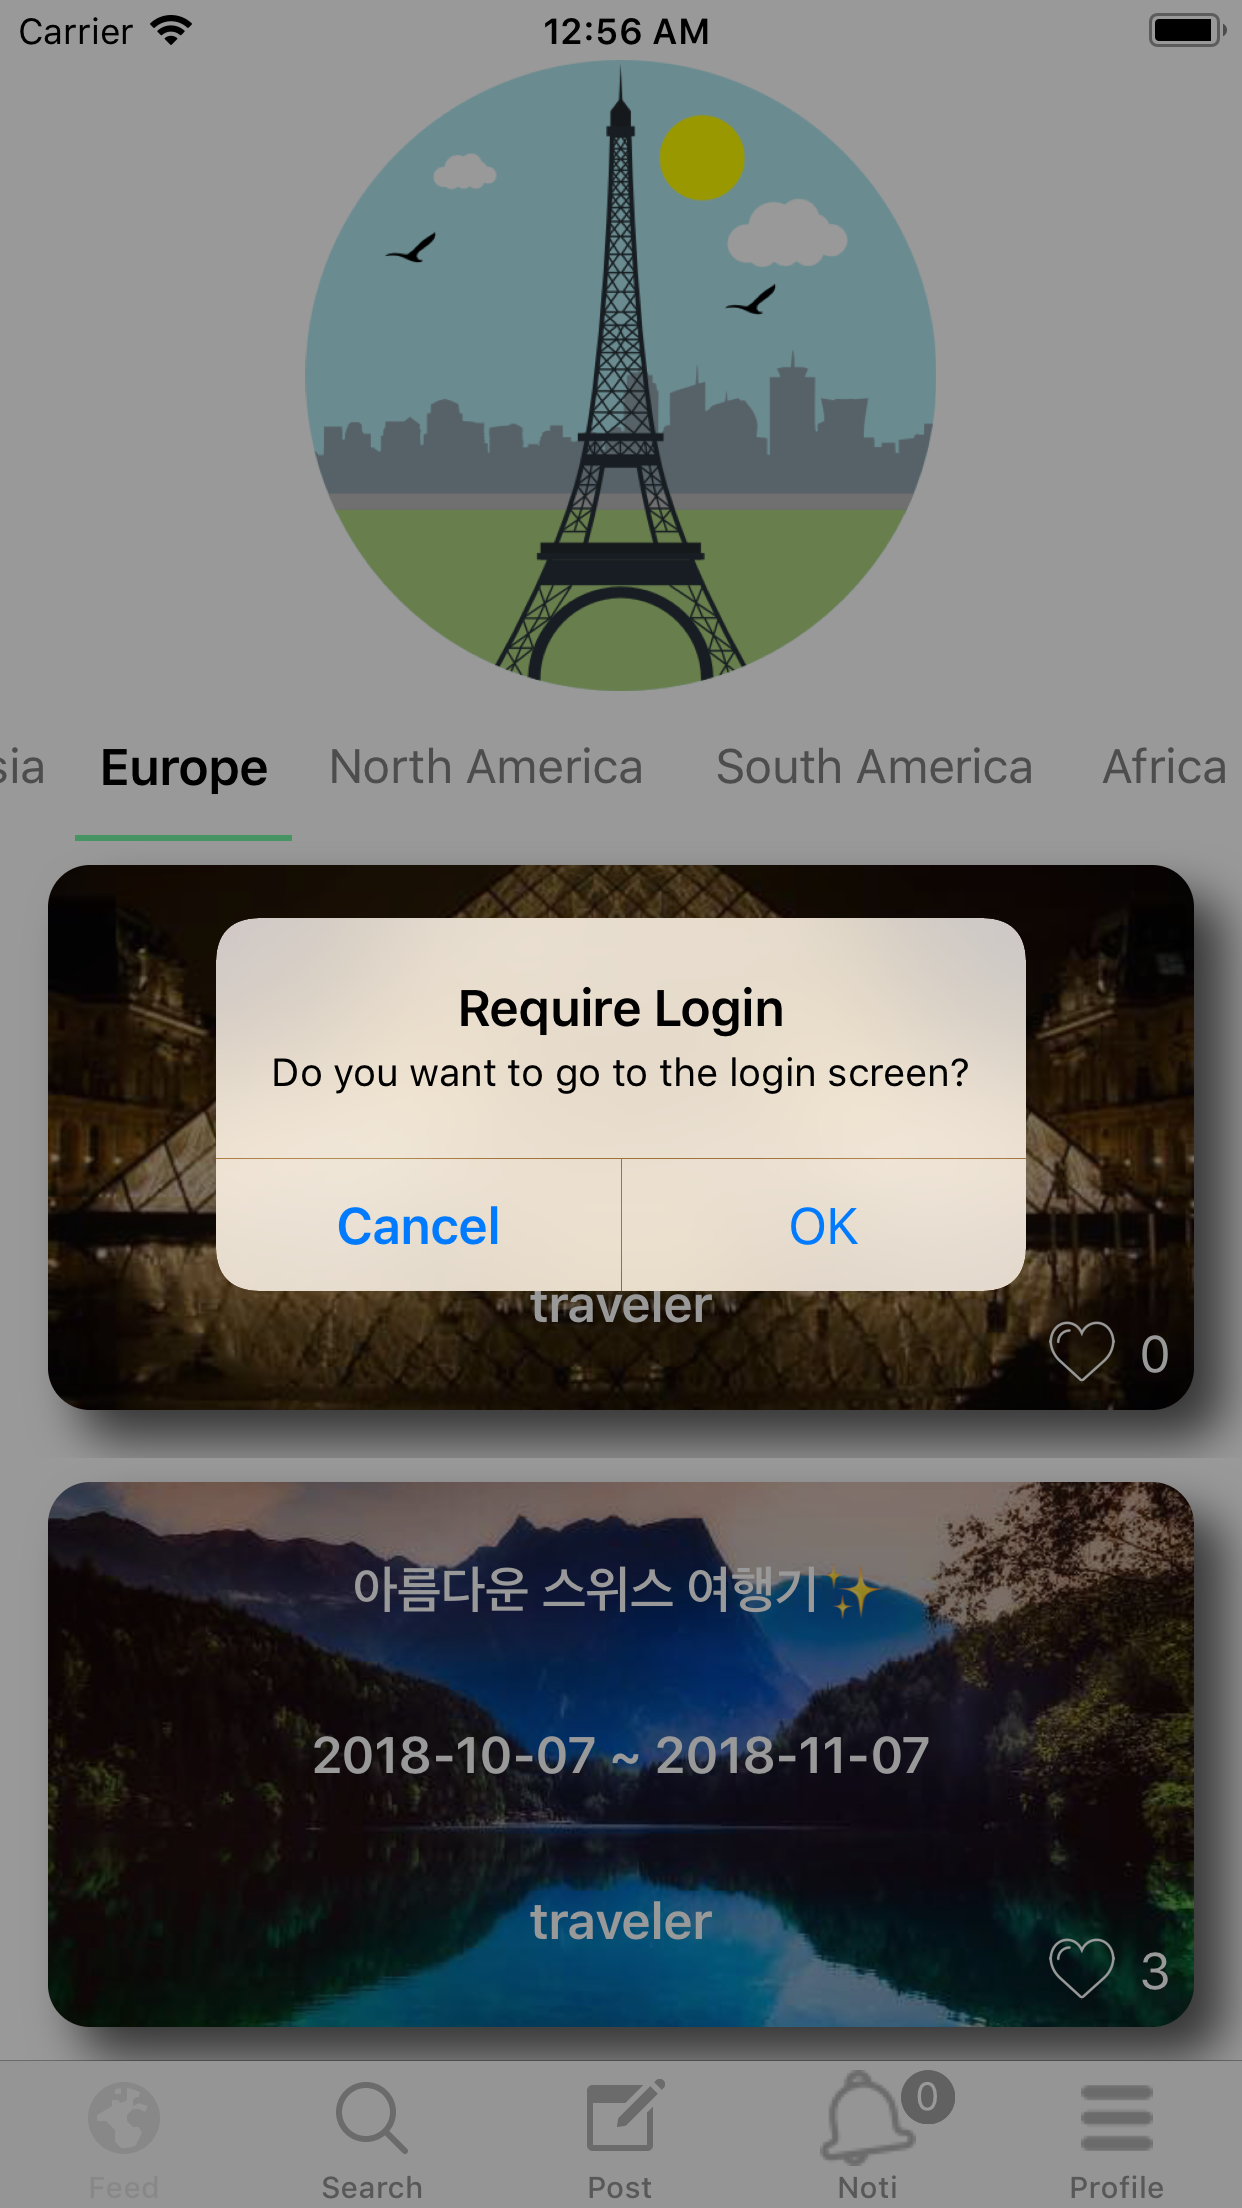 Carrier 12:56 AM
sia Europe North America South America Africa
Require Login
Do you want to go to the login screen?
Cancel OK
traveler
0
아름다운 스위스 여행기✨
2018-10-07 ~ 2018-11-07
traveler
3
0
Feed Search Post Noti Profile